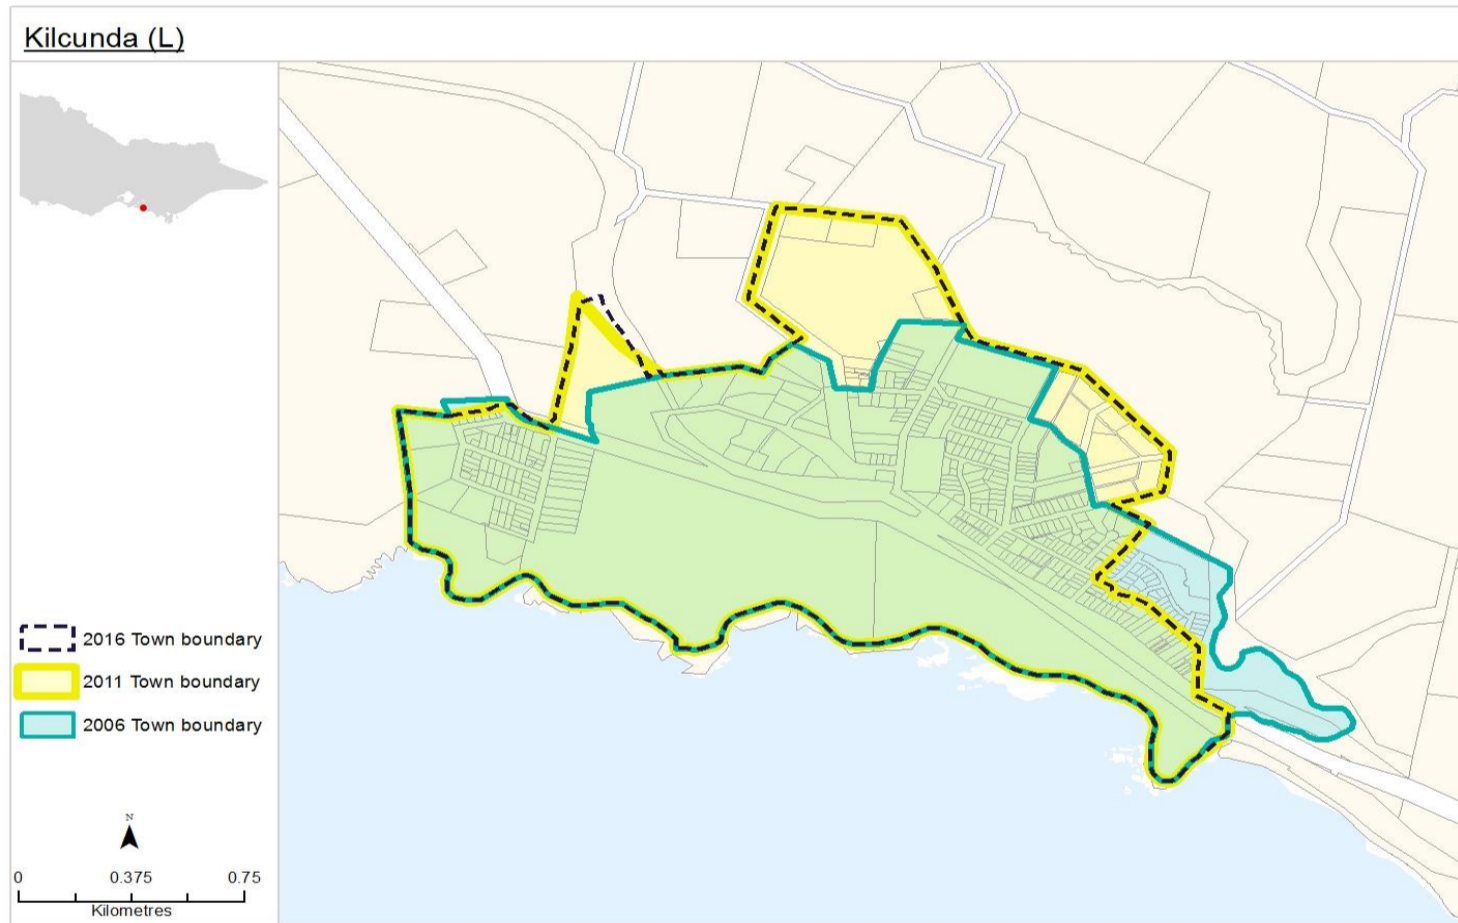 Kilcunda (L)
2016 Town boundary
2011 Town boundary
2006 Town boundary
N
0 0.375 0.75
Kilometres